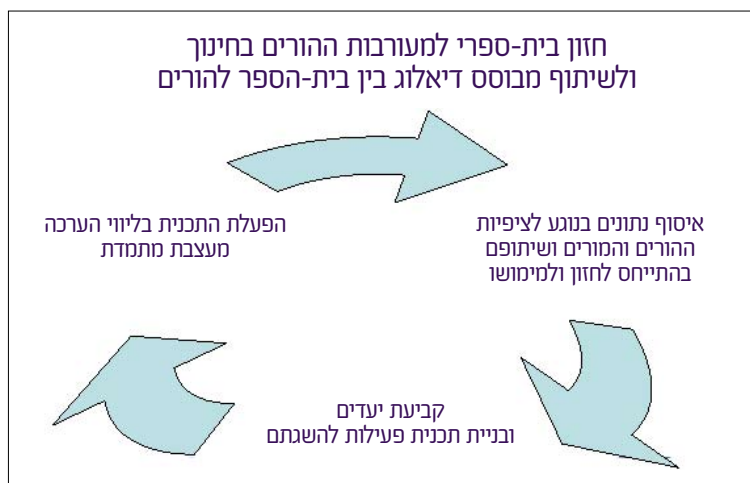 חזון בית-ספרי למעורבות ההורים בחינוך
ולשיתוף מבוסס דיאלוג בין בית-הספר להורים
איסוף נתונים בנוגע לציפיות
ההורים והמורים ושיתופם
בהתייחס לחזון ולמימושו
קביעת יעדים
ובניית תכנית פעילות להשגתם
הפעלת התכנית בליווי הערכה
מעצבת מתמדת